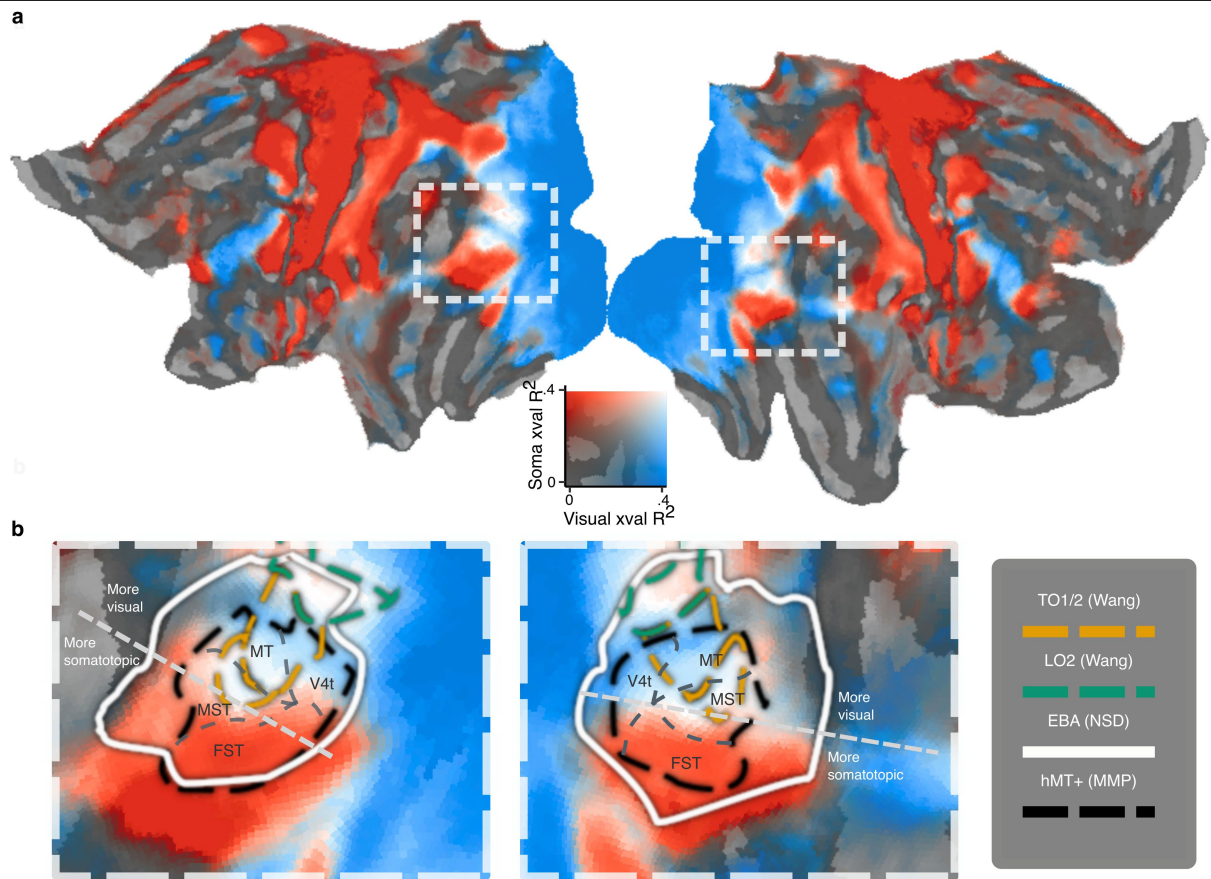 a
Soma xval R2
.4
0
0
.4
Visual xval R2
b
More
visual
More
somatotopic
MT
V4t
MST
FST
MT
V4t
MST
FST
More
visual
More
somatotopic
TO1/2 (Wang)
LO2 (Wang)
EBA (NSD)
hMT+ (MMP)